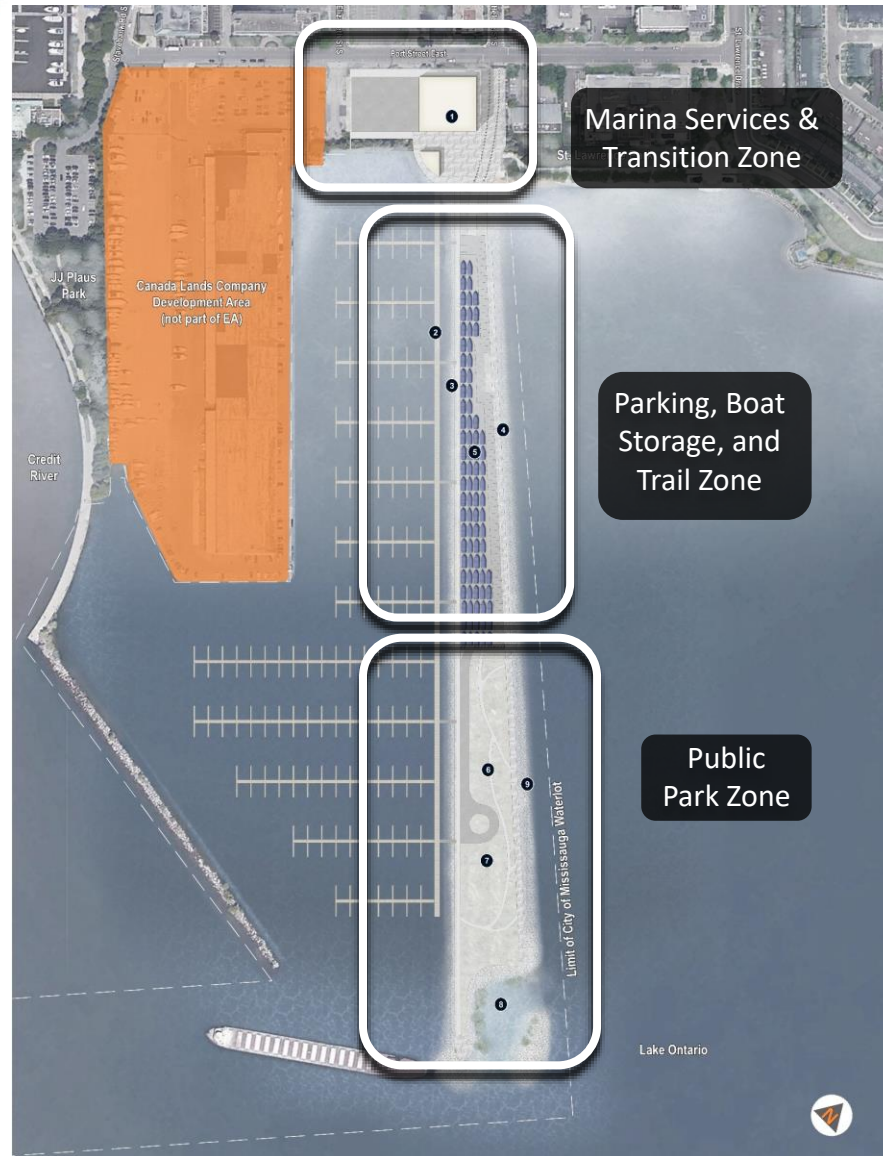 Port Street East
1
Marina Services &
Transition Zone
JJ Plaus
Park
Canada Lands Company
Development Area
(not part of EA)
2
3
4
5
Parking, Boat
Storage, and
Trail Zone
Credit
River
6
9
7
Public
Park Zone
Limit of City of Mississauga Waterlot
8
Lake Ontario
N